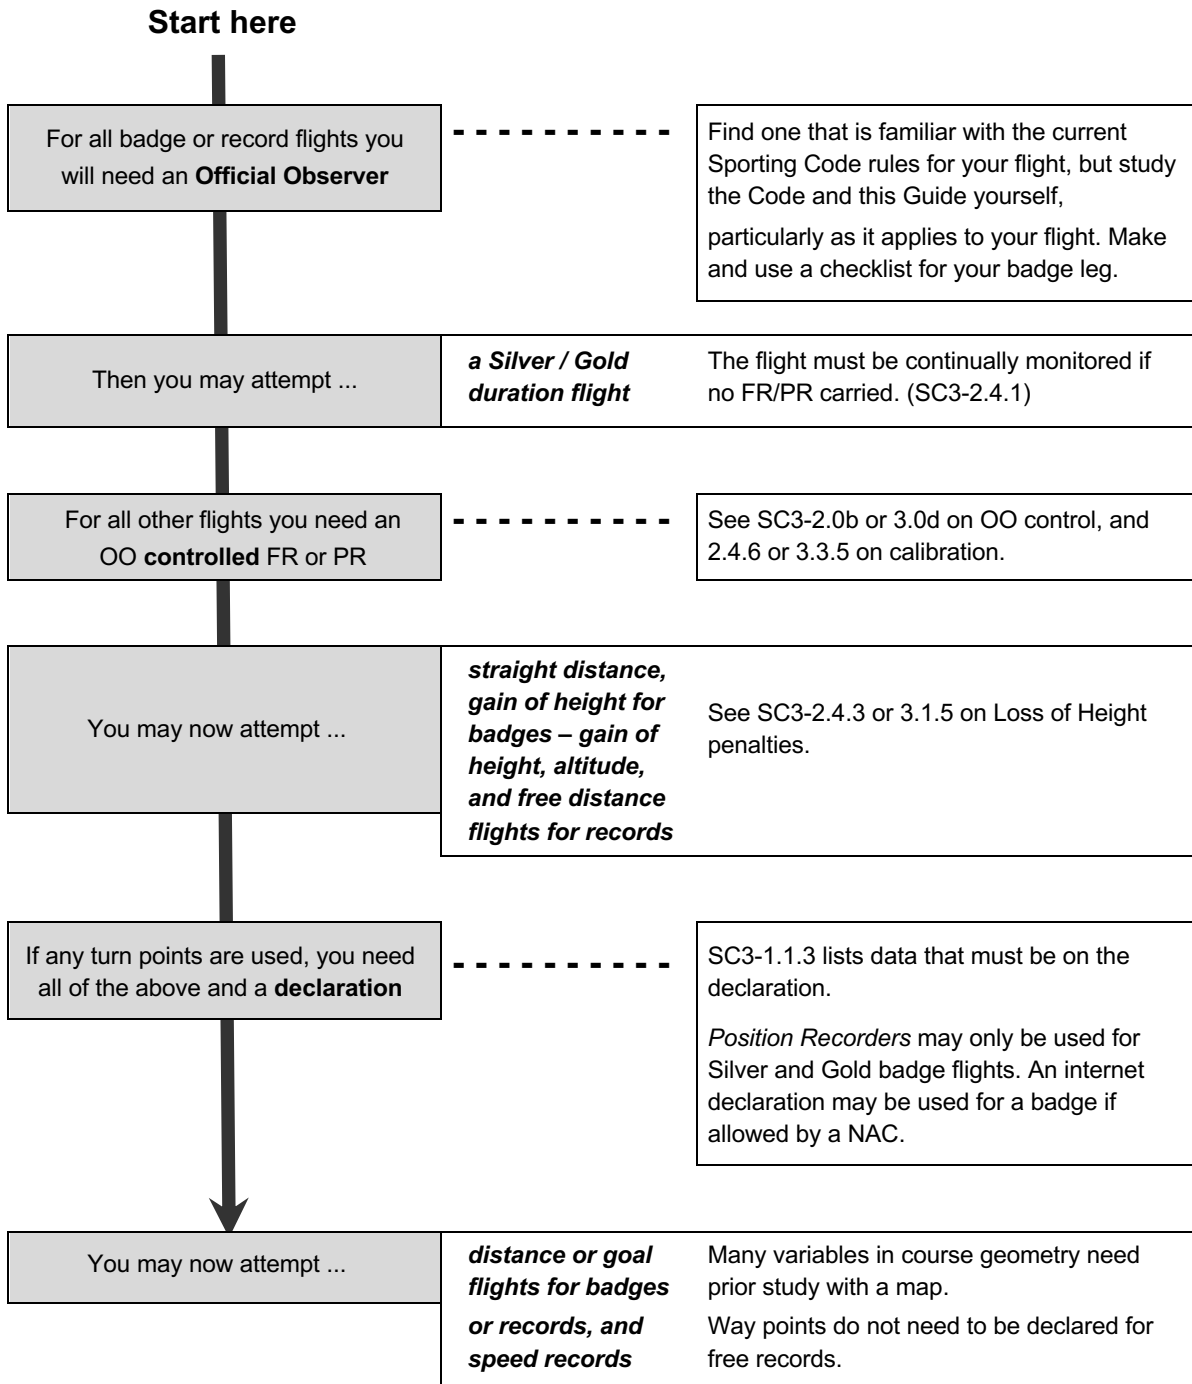 Start here
For all badge or record flights you
will need an Official Observer
- - - - - - - - - -
Find one that is familiar with the current
Sporting Code rules for your flight, but study
the Code and this Guide yourself,
particularly as it applies to your flight. Make
and use a checklist for your badge leg.
Then you may attempt ...
a Silver / Gold
duration flight
The flight must be continually monitored if
no FR/PR carried. (SC3-2.4.1)
For all other flights you need an
OO controlled FR or PR
- - - - - - - - - -
See SC3-2.0b or 3.0d on OO control, and
2.4.6 or 3.3.5 on calibration.
You may now attempt ...
straight distance,
gain of height for
badges – gain of
height, altitude,
and free distance
flights for records
See SC3-2.4.3 or 3.1.5 on Loss of Height
penalties.
If any turn points are used, you need
all of the above and a declaration
- - - - - - - - - -
SC3-1.1.3 lists data that must be on the
declaration.
Position Recorders may only be used for
Silver and Gold badge flights. An internet
declaration may be used for a badge if
allowed by a NAC.
You may now attempt ...
distance or goal
flights for badges
or records, and
speed records
Many variables in course geometry need
prior study with a map.
Way points do not need to be declared for
free records.